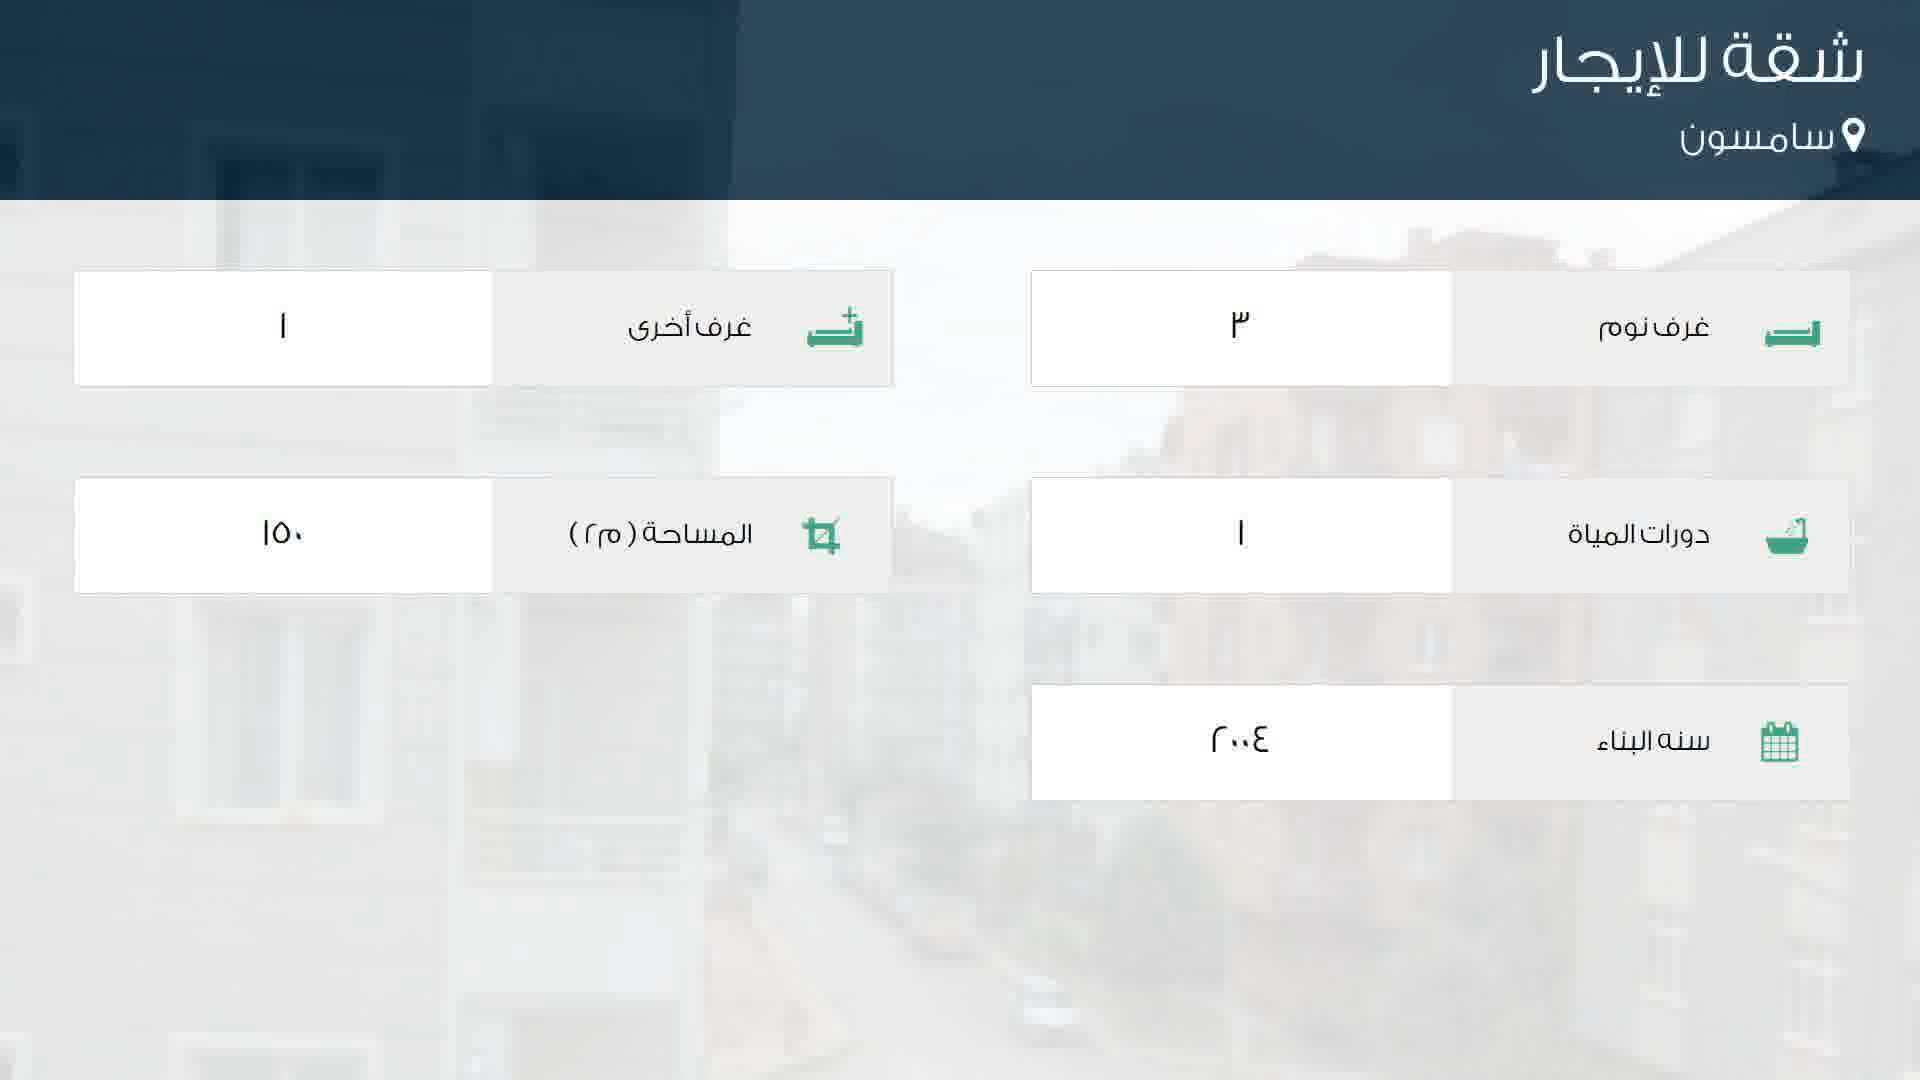 شقة للإيجار
سامسون
غرف نوم ٣
غرف أخرى ١
دورات المياة ١
المساحة (م٢) ١٥٠
سنه البناء ٢٠٠٤